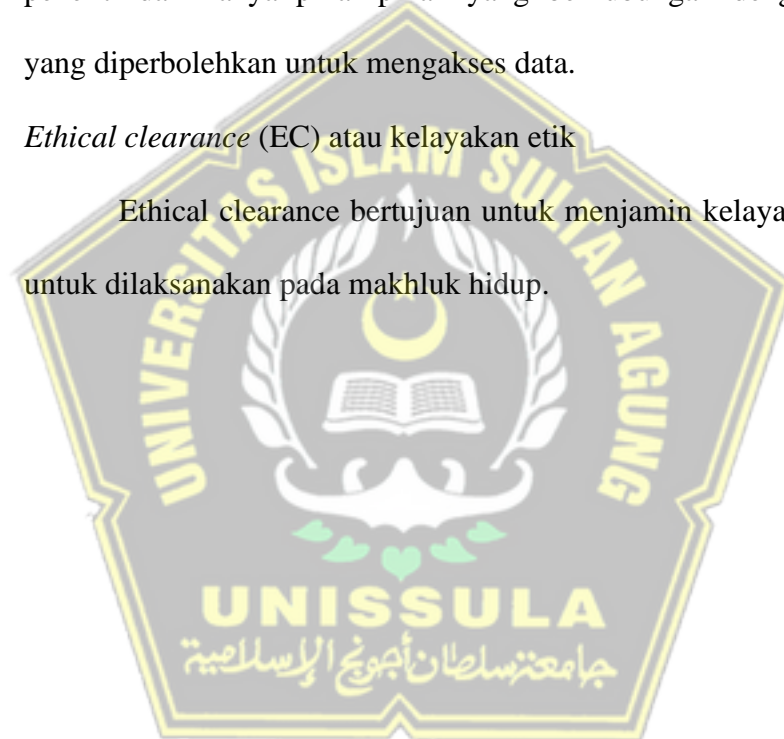 yang diperbolehkan untuk mengakses data.
Ethical clearance (EC) atau kelayakan etik
Ethical clearance bertujuan untuk menjamin kelaya
untuk dilaksanakan pada makhluk hidup.
UNIVERSITAS ISLAM SULTAN AGUNG
UNISSULA
جامعة سلطان أجونج الإسلامية